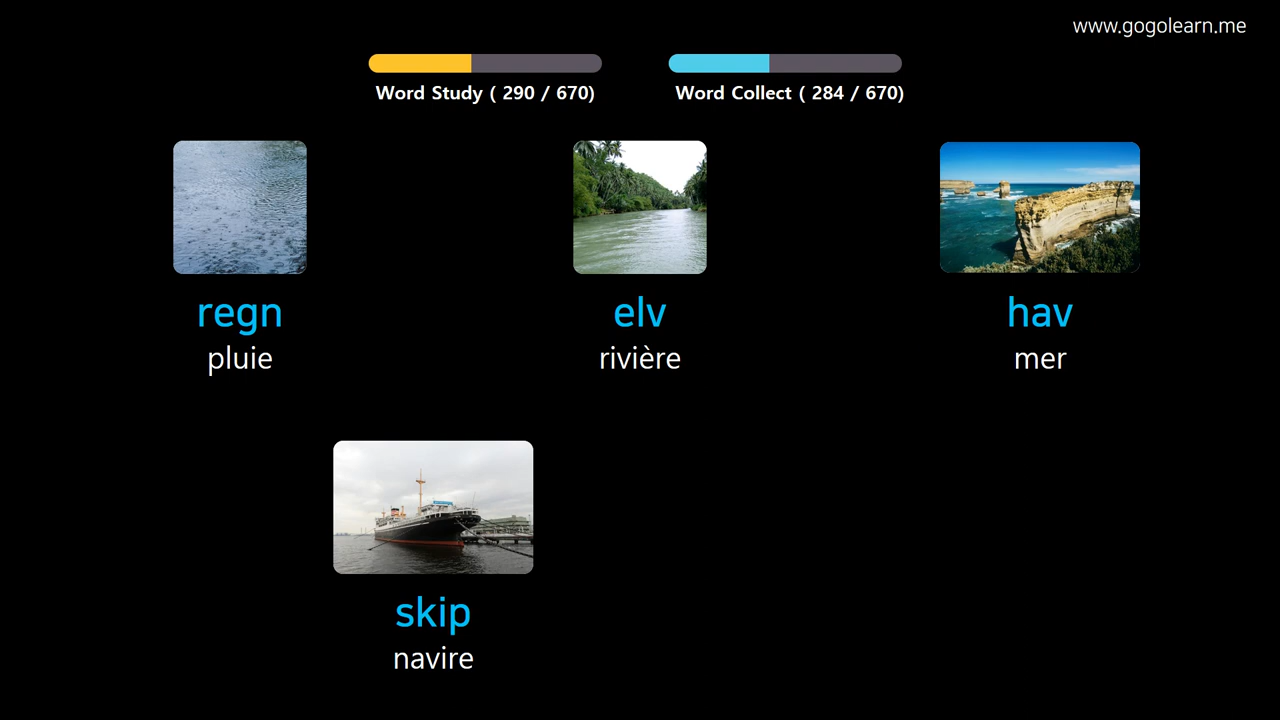 www.gogolearn.me
Word Study ( 290 / 670)
Word Collect ( 284 / 670)
regn
pluie
elv
rivière
hav
mer
skip
navire